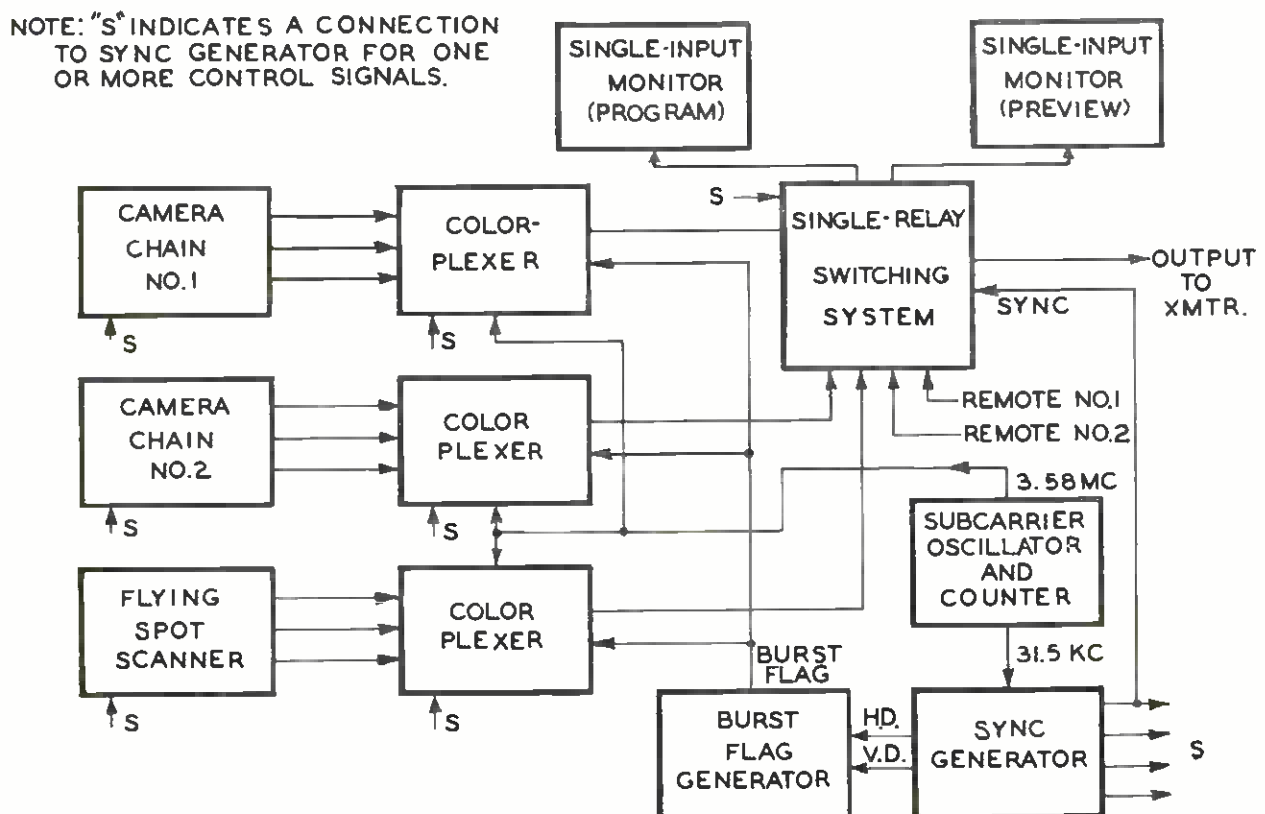 NOTE: "S" INDICATES A CONNECTION
TO SYNC GENERATOR FOR ONE
OR MORE CONTROL SIGNALS.
SINGLE-INPUT
MONITOR
(PROGRAM)
SINGLE-INPUT
MONITOR
(PREVIEW)
CAMERA
CHAIN
NO.1
S
COLOR-
PLEXER
S
S
SINGLE-RELAY
SWITCHING
SYSTEM
OUTPUT
TO
XMTR.
SYNC
REMOTE NO.1
REMOTE NO.2
CAMERA
CHAIN
NO.2
S
COLOR
PLEXER
S
3.58MC
SUBCARRIER
OSCILLATOR
AND
COUNTER
31.5 KC
FLYING
SPOT
SCANNER
S
COLOR
PLEXER
S
BURST
FLAG
BURST
FLAG
GENERATOR
H.D.
V.D.
SYNC
GENERATOR
S